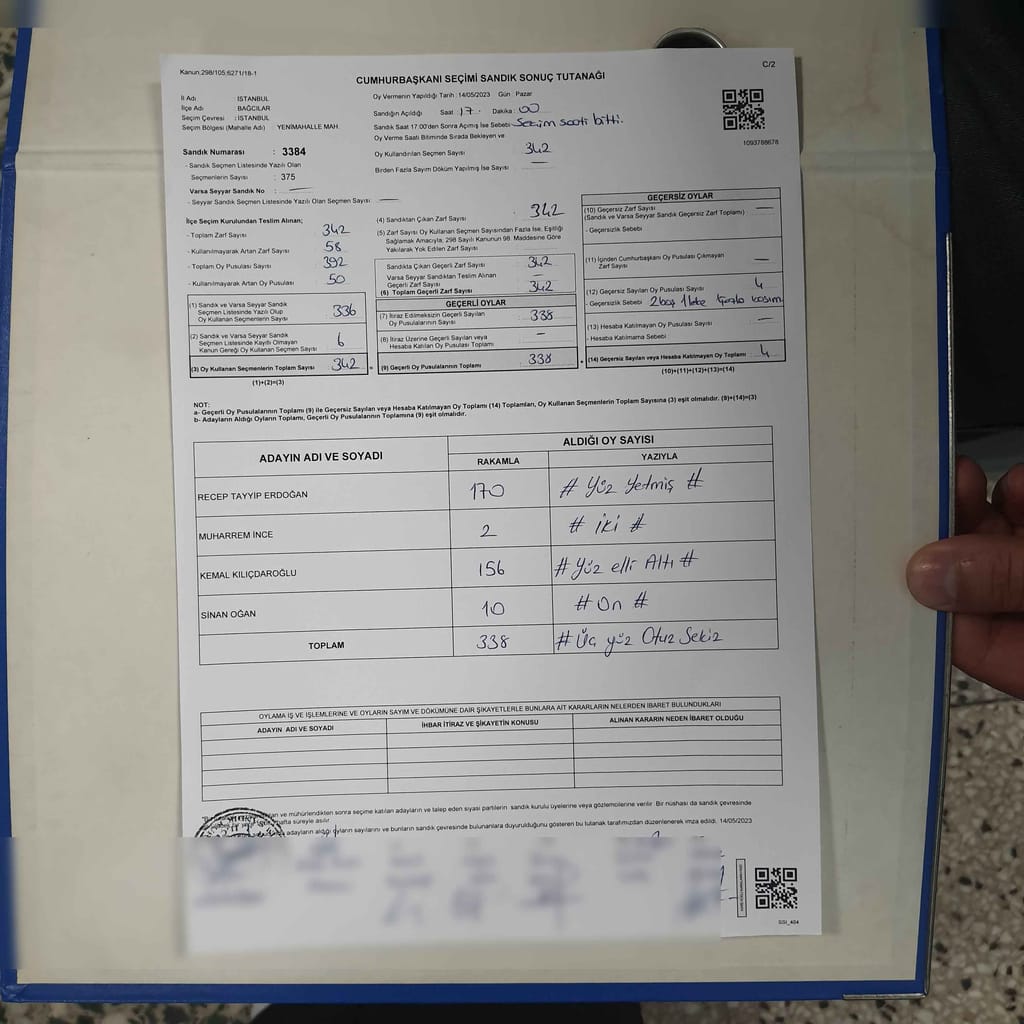 Kanun,298/105;6271/18-1
C/2
CUMHURBAŞKANI SEÇİMİ SANDIK SONUÇ TUTANAĞI
İl Adı : İSTANBUL
İlçe Adı : BAĞCILAR
Seçim Çevresi : İSTANBUL
Seçim Bölgesi (Mahalle Adı) : YENİMAHALLE MAH.
Sandık Numarası : 3384
- Sandık Seçmen Listesinde Yazılı Olan
Seçmenlerin Sayısı : 375
Varsa Seyyar Sandık No : —
- Seyyar Sandık Seçmen Listesinde Yazılı Olan Seçmen Sayısı : —
Oy Vermenin Yapıldığı Tarih : 14/05/2023 Gün : Pazar
Sandığın Açıldığı Saat : 17 Dakika : 00
Sandık Saat 17.00'den Sonra Açılmış İse Sebebi Seçim saati bitti.
Oy Verme Saati Bitiminde Sırada Bekleyen ve
Oy Kullandırılan Seçmen Sayısı : 342
Birden Fazla Sayım Döküm Yapılmış İse Sayısı : —
1093788678
İlçe Seçim Kurulundan Teslim Alınan;
- Toplam Zarf Sayısı : 342
- Kullanılmayarak Artan Zarf Sayısı : 58
- Toplam Oy Pusulası Sayısı : 392
- Kullanılmayarak Artan Oy Pusulası : 50
(1) Sandık ve Varsa Seyyar Sandık
Seçmen Listesinde Yazılı Olup
Oy Kullanan Seçmenlerin Sayısı : 336
(2) Sandık ve Varsa Seyyar Sandık
Seçmen Listesinde Kayıtlı Olmayan
Kanun Gereği Oy Kullanan Seçmen Sayısı : 6
(3) Oy Kullanan Seçmenlerin Toplam Sayısı : 342
(1)+(2)=(3)
(4) Sandıktan Çıkan Zarf Sayısı : 342
(5) Zarf Sayısı Oy Kullanan Seçmen Sayısından Fazla İse, Eşitliği
Sağlamak Amacıyla; 298 Sayılı Kanunun 98. Maddesine Göre
Yakılarak Yok Edilen Zarf Sayısı
Sandıkta Çıkan Geçerli Zarf Sayısı : 342
Varsa Seyyar Sandıktan Teslim Alınan
Geçerli Zarf Sayısı : —
(6) Toplam Geçerli Zarf Sayısı : 342
GEÇERLİ OYLAR
(7) İtiraz Edilmeksizin Geçerli Sayılan
Oy Pusulalarının Sayısı : 338
(8) İtiraz Üzerine Geçerli Sayılan veya
Hesaba Katılan Oy Pusulası Toplamı : —
(9) Geçerli Oy Pusulalarının Toplamı : 338
GEÇERSİZ OYLAR
(10) Geçersiz Zarf Sayısı : —
(Sandık ve Varsa Seyyar Sandık Geçersiz Zarf Toplamı)
- Geçersizlik Sebebi :
(11) İçinden Cumhurbaşkanı Oy Pusulası Çıkmayan
Zarf Sayısı : —
(12) Geçersiz Sayılan Oy Pusulası Sayısı : 4
- Geçersizlik Sebebi : 2 boş 1
(13) Hesaba Katılmayan Oy Pusulası Sayısı : —
- Hesaba Katılmama Sebebi :
(14) Geçersiz Sayılan veya Hesaba Katılmayan Oy Toplamı : 4
(10)+(11)+(12)+(13)=(14)
NOT:
a- Geçerli Oy Pusulalarının Toplamı (9) ile Geçersiz Sayılan veya Hesaba Katılmayan Oy Toplamı (14) Toplamları, Oy Kullanan Seçmenlerin Toplam Sayısına (3) eşit olmalıdır. (9)+(14)=(3)
b- Adayların Aldığı Oyların Toplamı, Geçerli Oy Pusulalarının Toplamına (9) eşit olmalıdır.
ADAYIN ADI VE SOYADI ALDIĞI OY SAYISI
RAKAMLA YAZIYLA
RECEP TAYYİP ERDOĞAN 170 # Yüz Yetmiş #
MUHARREM İNCE 2 # iki #
KEMAL KILIÇDAROĞLU 156 # Yüz elli Altı #
SİNAN OĞAN 10 # On #
TOPLAM 338 # Üç yüz Otuz Sekiz
OYLAMA İŞ VE İŞLEMLERİNE VE OYLARIN SAYIM VE DÖKÜMÜNE DAİR ŞİKAYETLERLE BUNLARA AİT KARARLARIN NELERDEN İBARET BULUNDUKLARI
ADAYIN ADI VE SOYADI İHBAR İTİRAZ VE ŞİKAYETİN KONUSU ALINAN KARARIN NEDEN İBARET OLDUĞU
ve mühürlendikten sonra seçime katılan adayların ve talep eden siyasi partilerin sandık kurulu üyelerine veya gözlemcilerine verilir. Bir nüshası da sandık çevresinde
hafta süreyle asılır.
adayların aldığı oyların sayılarını ve bunların sandık çevresinde bulunanlara duyurulduğunu gösteren bu tutanak tarafımızdan düzenlenerek imza edildi. 14/05/2023